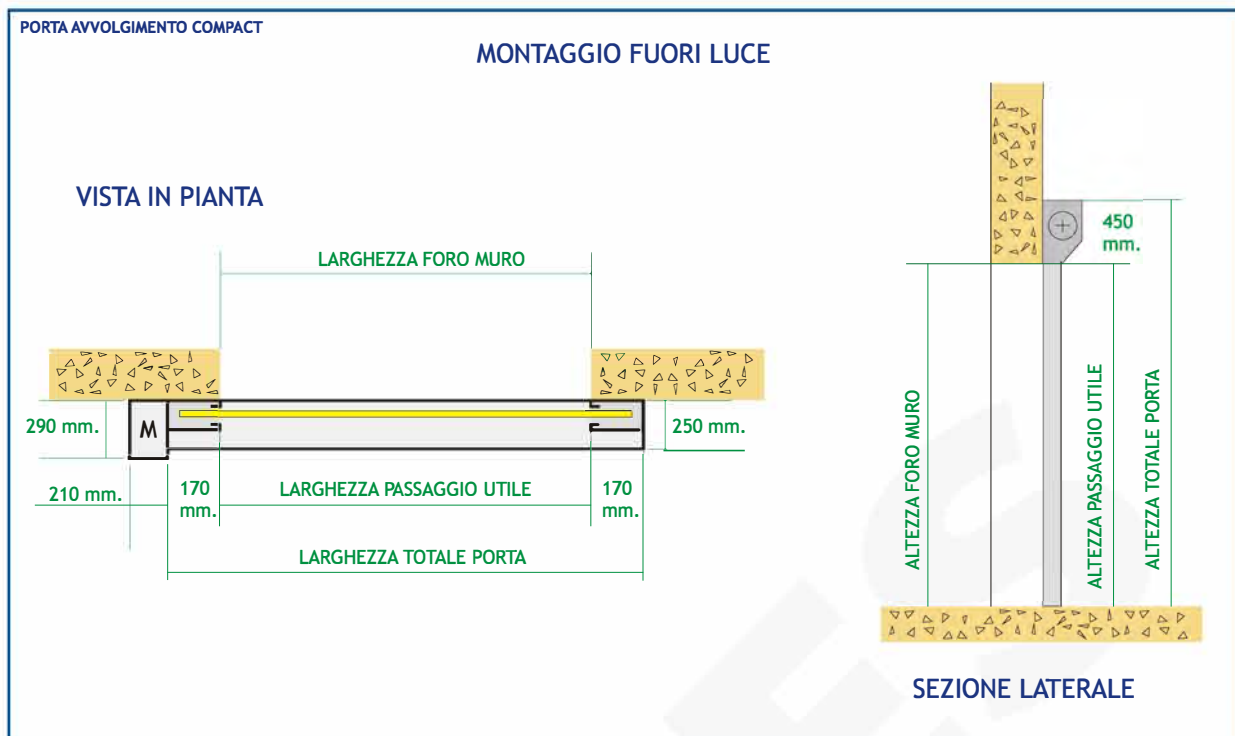 PORTA AVVOLGIMENTO COMPACT
MONTAGGIO FUORI LUCE
VISTA IN PIANTA
LARGHEZZA FORO MURO
290 mm.
M
250 mm.
210 mm.
170
mm.
LARGHEZZA PASSAGGIO UTILE
170
mm.
LARGHEZZA TOTALE PORTA
450
mm.
ALTEZZA FORO MURO
ALTEZZA PASSAGGIO UTILE
ALTEZZA TOTALE PORTA
SEZIONE LATERALE